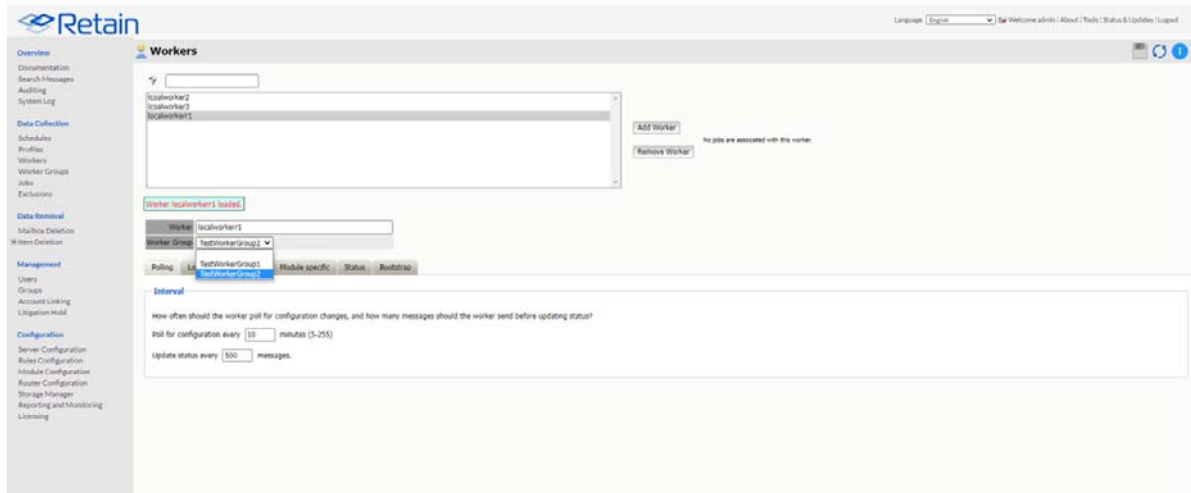 Retain
Language English Welcome admin | About | Tools | Status & Updates | Logout
Overview
Documentation
Search Messages
Auditing
System Log
Data Collection
Schedules
Profiles
Workers
Worker Groups
Jobs
Exclusions
Data Removal
Mailbox Deletion
Item Deletion
Management
Users
Groups
Account Linking
Litigation Hold
Configuration
Server Configuration
Rules Configuration
Module Configuration
Router Configuration
Storage Manager
Reporting and Monitoring
Licensing
Workers
lcoalworker2
lcoalworker3
localworkerr1
Add Worker
Remove Worker
No jobs are associated with this worker.
Worker localworkerr1 loaded.
Worker localworkerr1
Worker Group TestWorkerGroup2
TestWorkerGroup1
TestWorkerGroup2
Polling Module specific Status Bootstrap
Interval
How often should the worker poll for configuration changes, and how many messages should the worker send before updating status?
Poll for configuration every 10 minutes (5-255)
Update status every 500 messages.